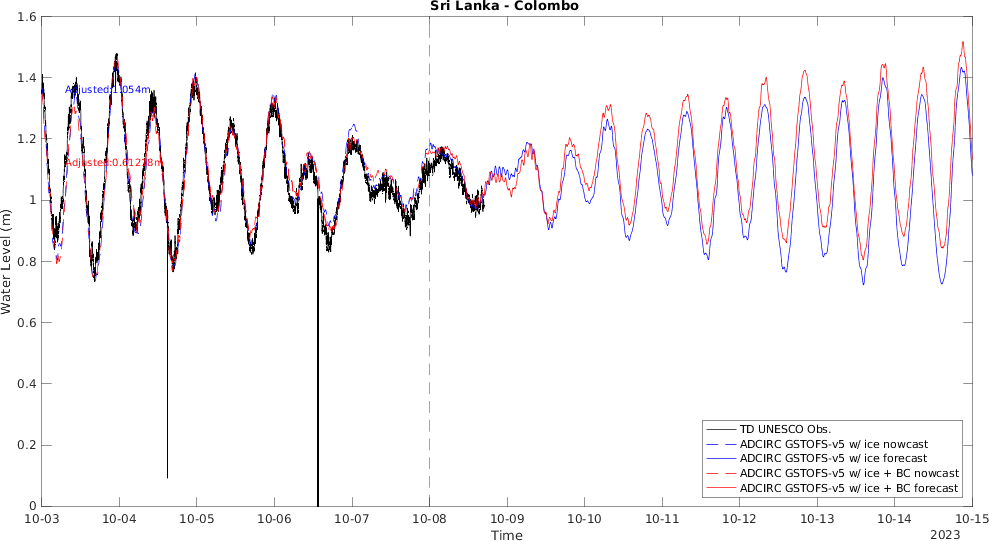 Sri Lanka - Colombo
1.6
1.4
1.2
1
0.8
0.6
0.4
0.2
0
Water Level (m)
Adjusted:1.054m
Adjusted:0.61278m
TD UNESCO Obs.
ADCIRC GSTOFS-v5 w/ ice nowcast
ADCIRC GSTOFS-v5 w/ ice forecast
ADCIRC GSTOFS-v5 w/ ice + BC nowcast
ADCIRC GSTOFS-v5 w/ ice + BC forecast
10-03 10-04 10-05 10-06 10-07 10-08 10-09 10-10 10-11 10-12 10-13 10-14 10-15
Time
2023